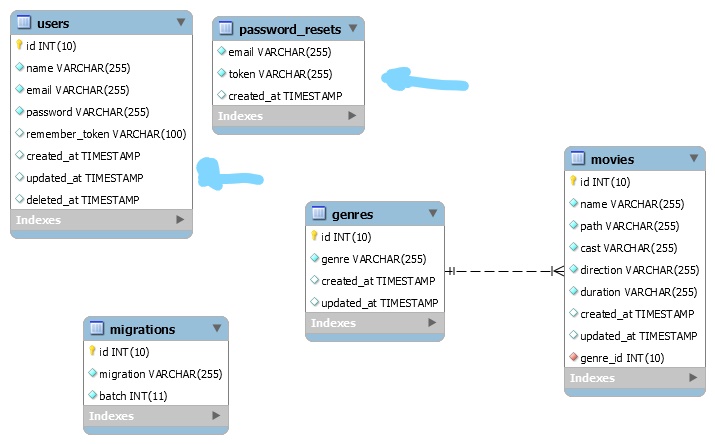 users
id INT(10)
name VARCHAR(255)
email VARCHAR(255)
password VARCHAR(255)
remember_token VARCHAR(100)
created_at TIMESTAMP
updated_at TIMESTAMP
deleted_at TIMESTAMP
Indexes
password_resets
email VARCHAR(255)
token VARCHAR(255)
created_at TIMESTAMP
Indexes
genres
id INT(10)
genre VARCHAR(255)
created_at TIMESTAMP
updated_at TIMESTAMP
Indexes
movies
id INT(10)
name VARCHAR(255)
path VARCHAR(255)
cast VARCHAR(255)
direction VARCHAR(255)
duration VARCHAR(255)
created_at TIMESTAMP
updated_at TIMESTAMP
genre_id INT(10)
Indexes
migrations
id INT(10)
migration VARCHAR(255)
batch INT(11)
Indexes